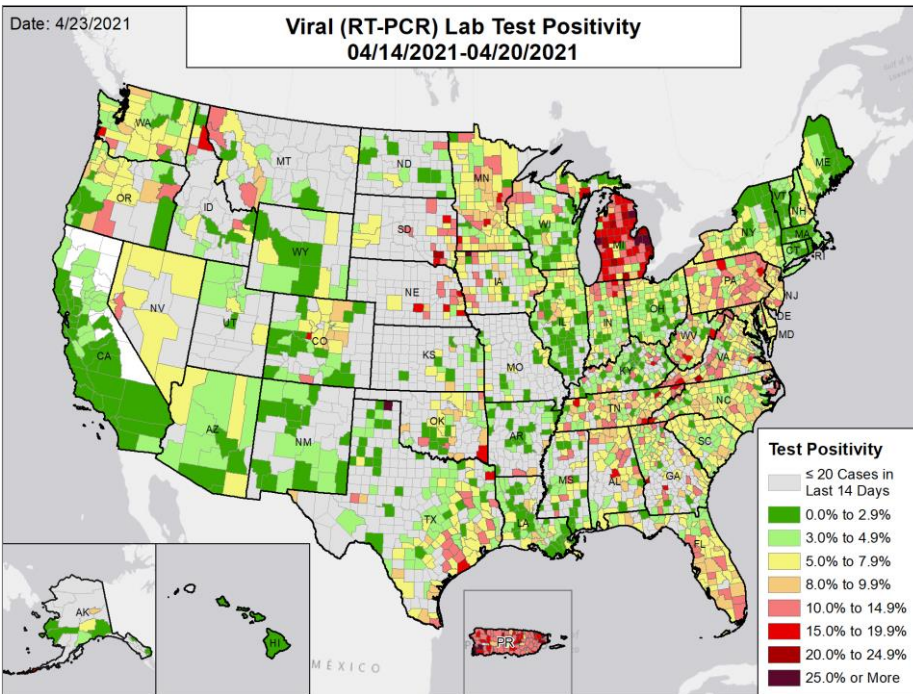 Date: 4/23/2021
Viral (RT-PCR) Lab Test Positivity
04/14/2021-04/20/2021
WA
MT
ND
MN
ME
OR
ID
SD
WI
MI
VT
NH
NY
MA
CT
RI
WY
NE
IA
PA
NJ
NV
UT
CO
IL
IN
OH
DE
MD
CA
KS
MO
KY
WV
VA
AZ
NM
OK
AR
TN
NC
SC
TX
LA
MS
AL
GA
FL
AK
HI
PR
MÉXICO
Test Positivity
≤ 20 Cases in
Last 14 Days
0.0% to 2.9%
3.0% to 4.9%
5.0% to 7.9%
8.0% to 9.9%
10.0% to 14.9%
15.0% to 19.9%
20.0% to 24.9%
25.0% or More